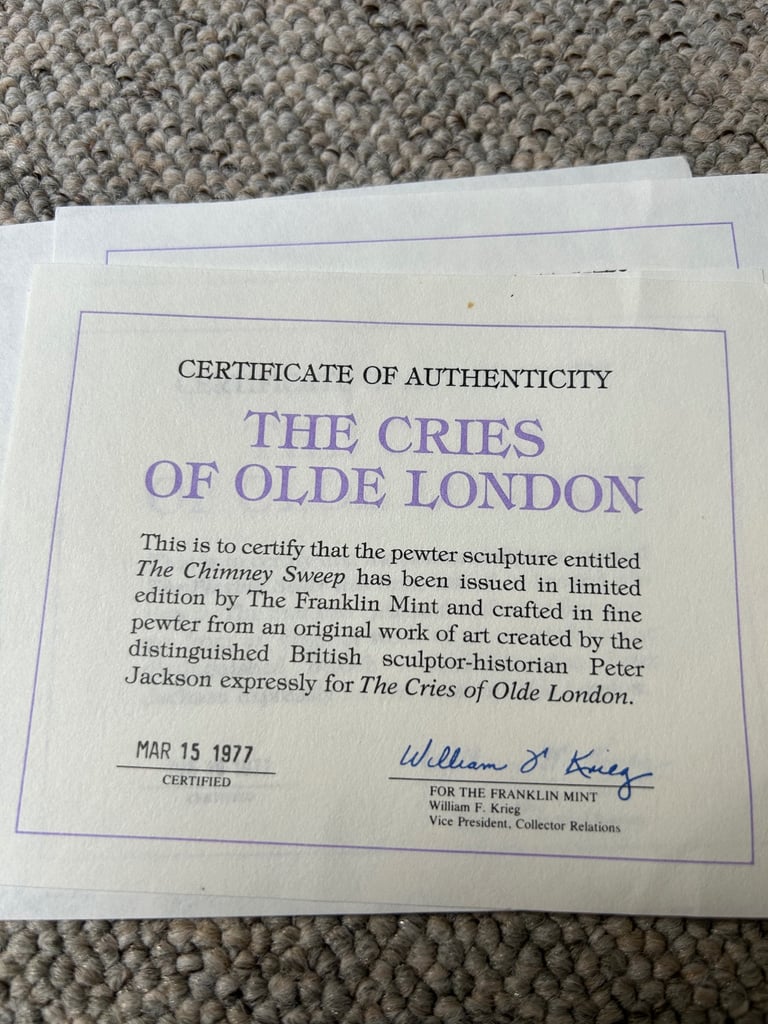 CERTIFICATE OF AUTHENTICITY
THE CRIES
OF OLDE LONDON
This is to certify that the pewter sculpture entitled
The Chimney Sweep has been issued in limited
edition by The Franklin Mint and crafted in fine
pewter from an original work of art created by the
distinguished British sculptor-historian Peter
Jackson expressly for The Cries of Olde London.
MAR 15 1977
CERTIFIED
William F Krieg
FOR THE FRANKLIN MINT
William F. Krieg
Vice President, Collector Relations